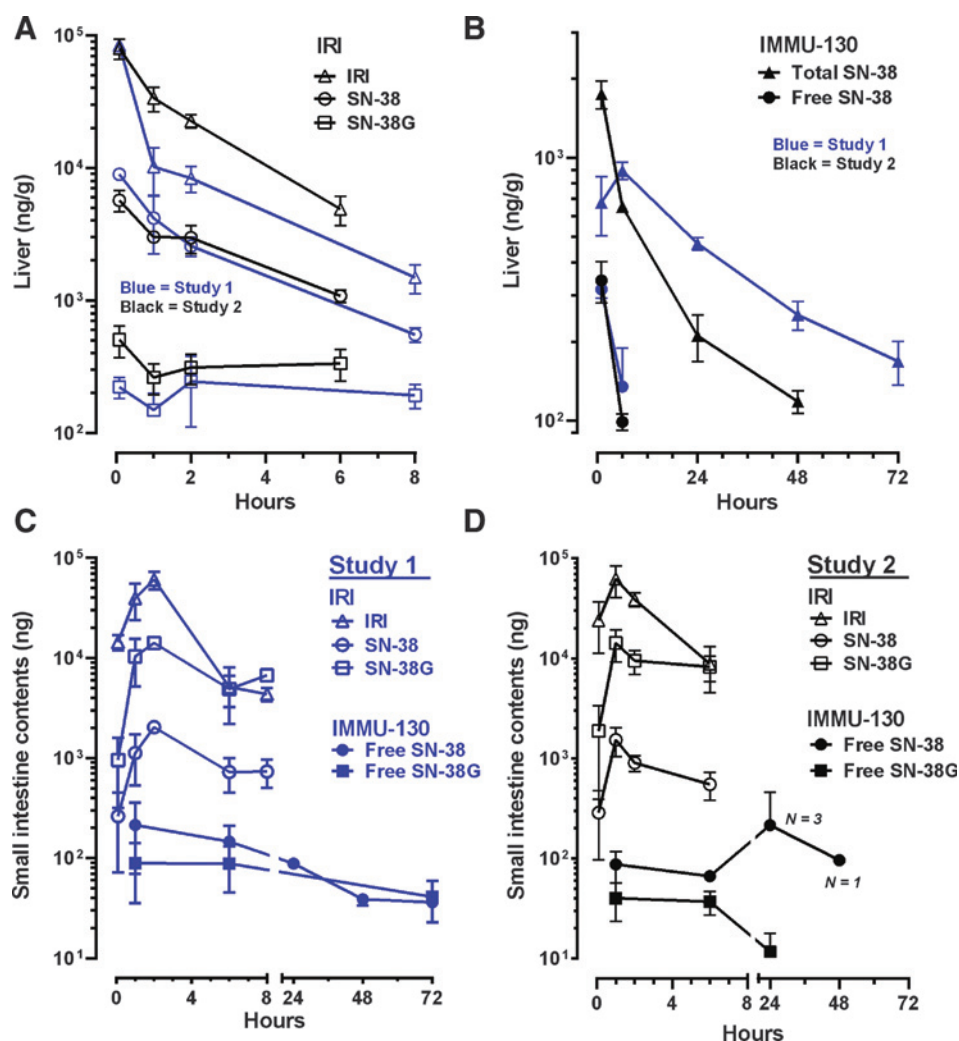 A
IRI
IRI
SN-38
SN-38G
Blue = Study 1
Black = Study 2
Liver (ng/g)
10^5
10^4
10^3
10^2
0 2 4 6 8
Hours
B
IMMU-130
Total SN-38
Free SN-38
Blue = Study 1
Black = Study 2
Liver (ng/g)
10^3
10^2
0 24 48 72
Hours
C
Study 1
IRI
IRI
SN-38
SN-38G
IMMU-130
Free SN-38
Free SN-38G
Small intestine contents (ng)
10^5
10^4
10^3
10^2
10^1
0 4 8 24 48 72
Hours
D
Study 2
IRI
IRI
SN-38
SN-38G
IMMU-130
Free SN-38
Free SN-38G
N = 3
N = 1
Small intestine contents (ng)
10^5
10^4
10^3
10^2
10^1
0 4 8 24 48 72
Hours